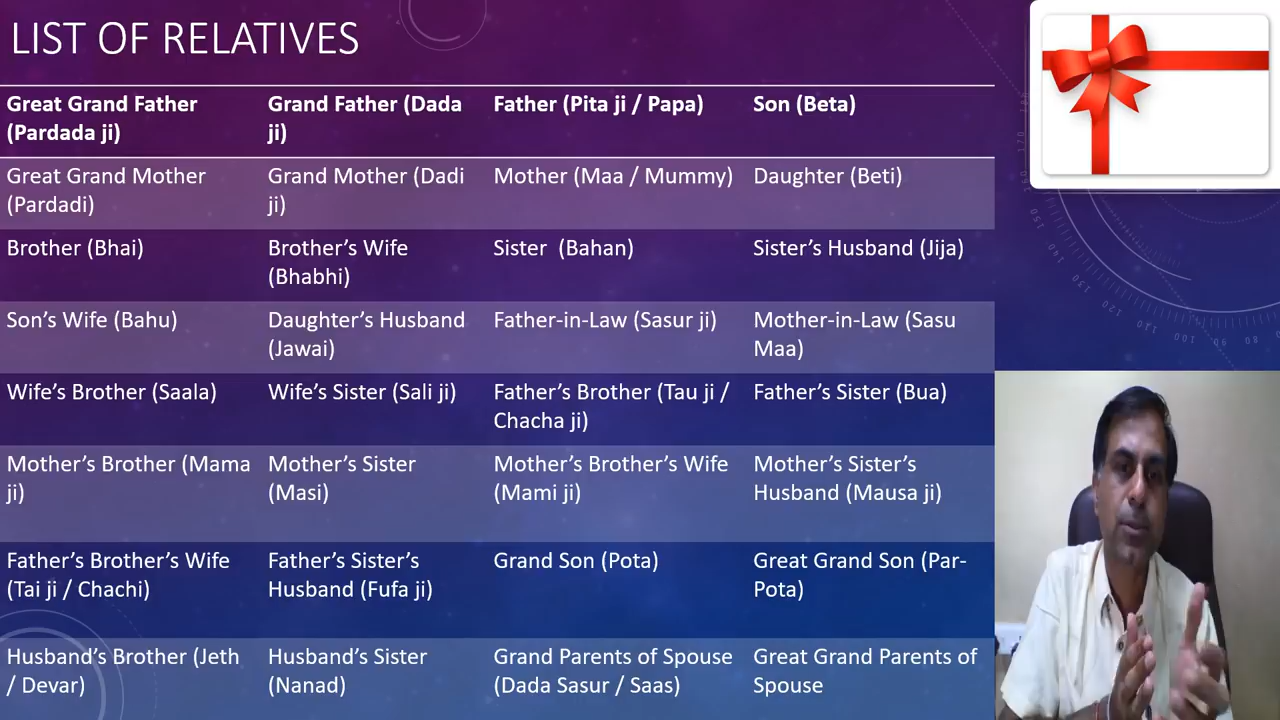 LIST OF RELATIVES
Great Grand Father
(Pardada ji)
Grand Father (Dada
ji)
Father (Pita ji / Papa)
Son (Beta)
Great Grand Mother
(Pardadi)
Grand Mother (Dadi
ji)
Mother (Maa / Mummy)
Daughter (Beti)
Brother (Bhai)
Brother’s Wife
(Bhabhi)
Sister  (Bahan)
Sister’s Husband (Jija)
Son’s Wife (Bahu)
Daughter’s Husband
(Jawai)
Father-in-Law (Sasur ji)
Mother-in-Law (Sasu
Maa)
Wife’s Brother (Saala)
Wife’s Sister (Sali ji)
Father’s Brother (Tau ji /
Chacha ji)
Father’s Sister (Bua)
Mother’s Brother (Mama
ji)
Mother’s Sister
(Masi)
Mother’s Brother’s Wife
(Mami ji)
Mother’s Sister’s
Husband (Mausa ji)
Father’s Brother’s Wife
(Tai ji / Chachi)
Father’s Sister’s
Husband (Fufa ji)
Grand Son (Pota)
Great Grand Son (Par-
Pota)
Husband’s Brother (Jeth
/ Devar)
Husband’s Sister
(Nanad)
Grand Parents of Spouse
(Dada Sasur / Saas)
Great Grand Parents of
Spouse